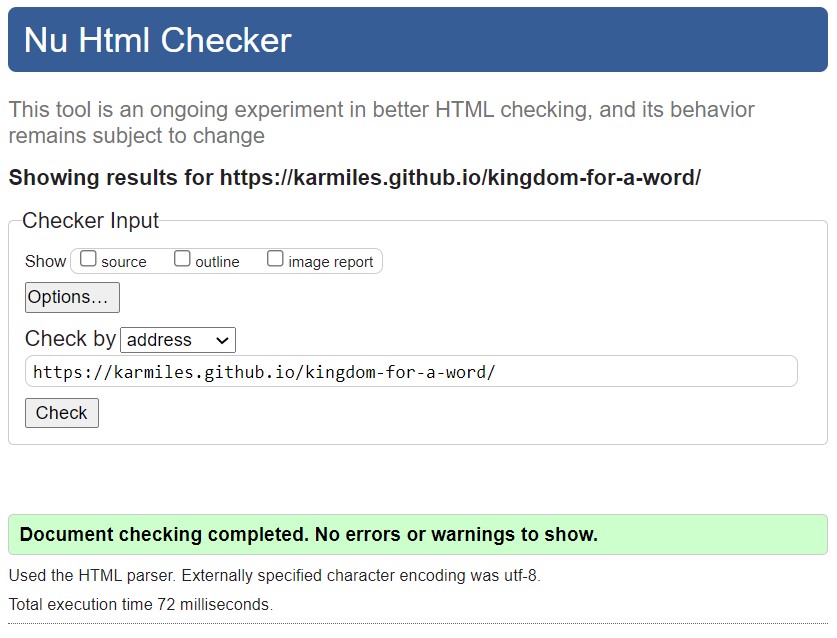 Nu Html Checker
This tool is an ongoing experiment in better HTML checking, and its behavior
remains subject to change
Showing results for https://karmiles.github.io/kingdom-for-a-word/
Checker Input
Show source outline image report
Options...
Check by address
https://karmiles.github.io/kingdom-for-a-word/
Check
Document checking completed. No errors or warnings to show.
Used the HTML parser. Externally specified character encoding was utf-8.
Total execution time 72 milliseconds.